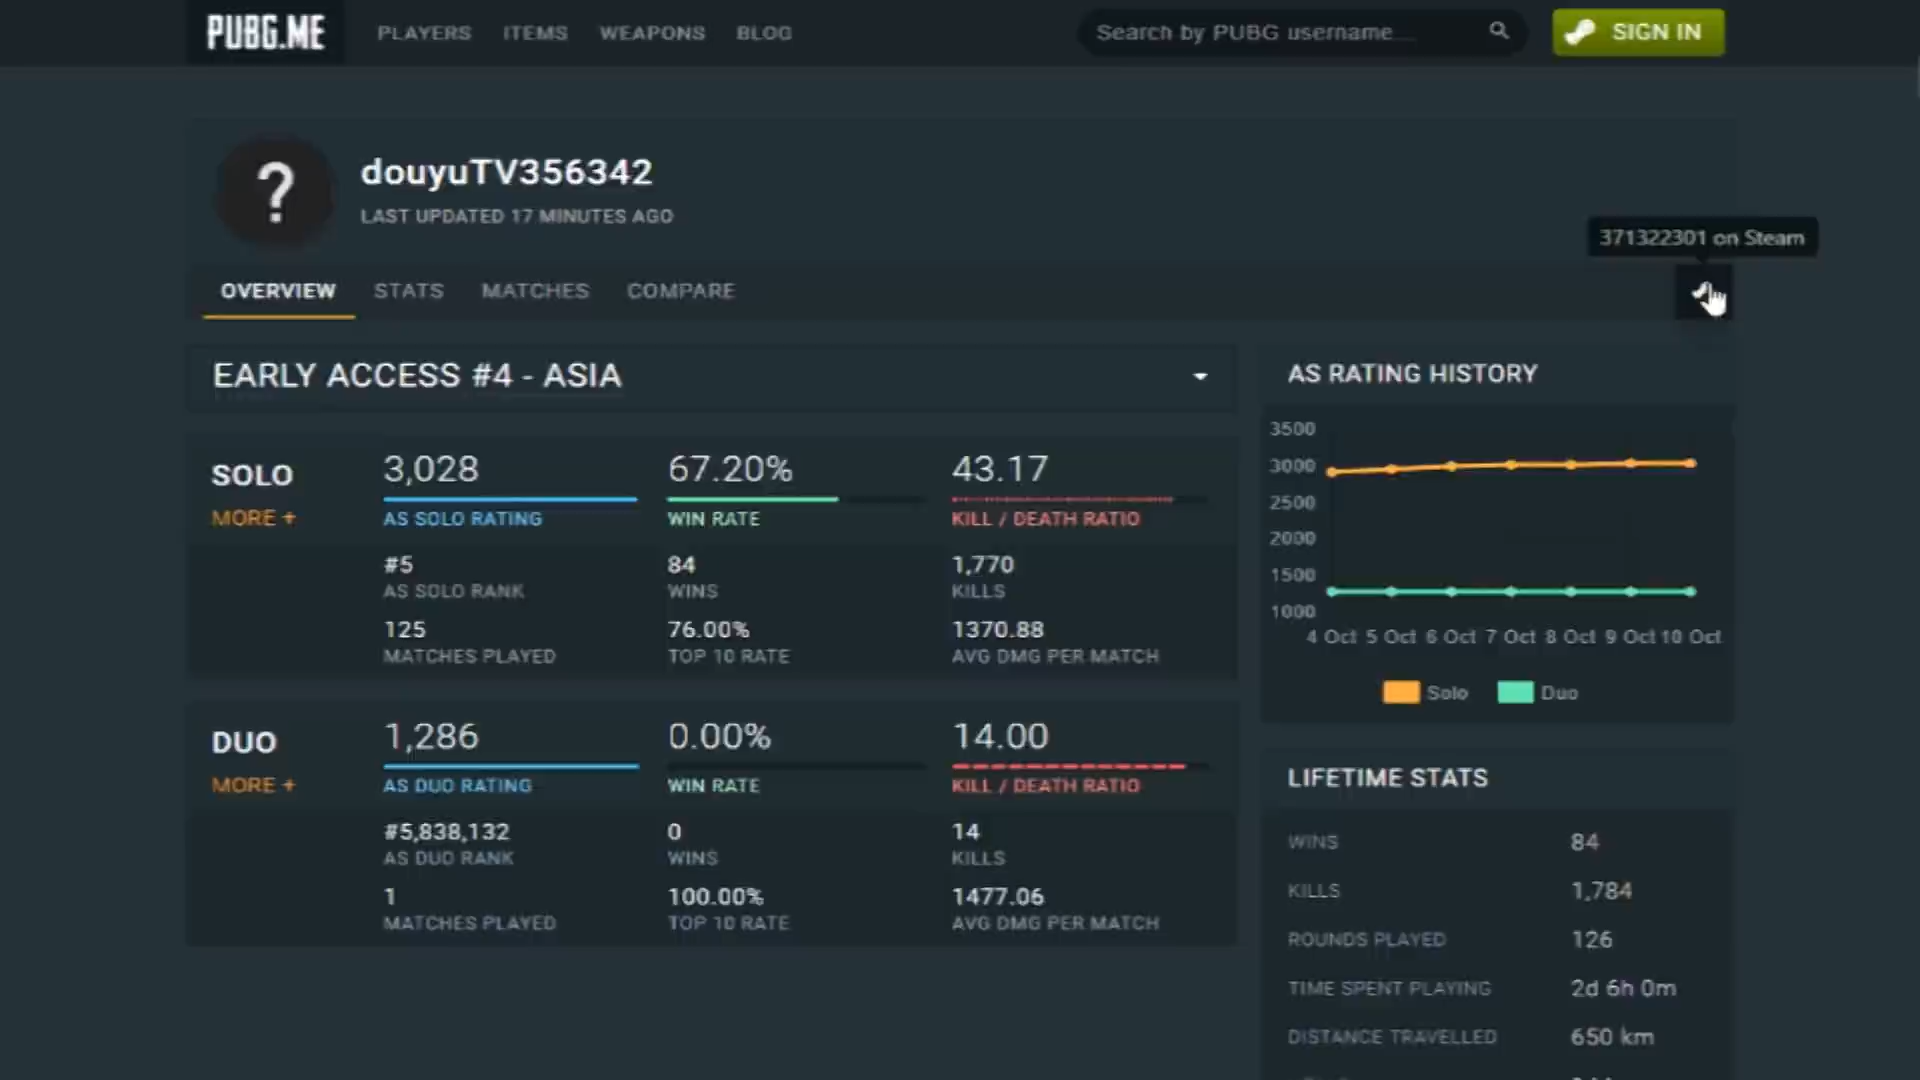 PUBG.ME PLAYERS ITEMS WEAPONS BLOG Search by PUBG username... SIGN IN
?
douyuTV356342
LAST UPDATED 17 MINUTES AGO
371322301 on Steam
OVERVIEW STATS MATCHES COMPARE
EARLY ACCESS #4 - ASIA
SOLO
MORE +
3,028 67.20% 43.17
AS SOLO RATING WIN RATE KILL / DEATH RATIO
#5 84 1,770
AS SOLO RANK WINS KILLS
125 76.00% 1370.88
MATCHES PLAYED TOP 10 RATE AVG DMG PER MATCH
DUO
MORE +
1,286 0.00% 14.00
AS DUO RATING WIN RATE KILL / DEATH RATIO
#5,838,132 0 14
AS DUO RANK WINS KILLS
1 100.00% 1477.06
MATCHES PLAYED TOP 10 RATE AVG DMG PER MATCH
AS RATING HISTORY
3500
3000
2500
2000
1500
1000
4 Oct 5 Oct 6 Oct 7 Oct 8 Oct 9 Oct 10 Oct
Solo Duo
LIFETIME STATS
WINS 84
KILLS 1,784
ROUNDS PLAYED 126
TIME SPENT PLAYING 2d 6h 0m
DISTANCE TRAVELLED 650 km